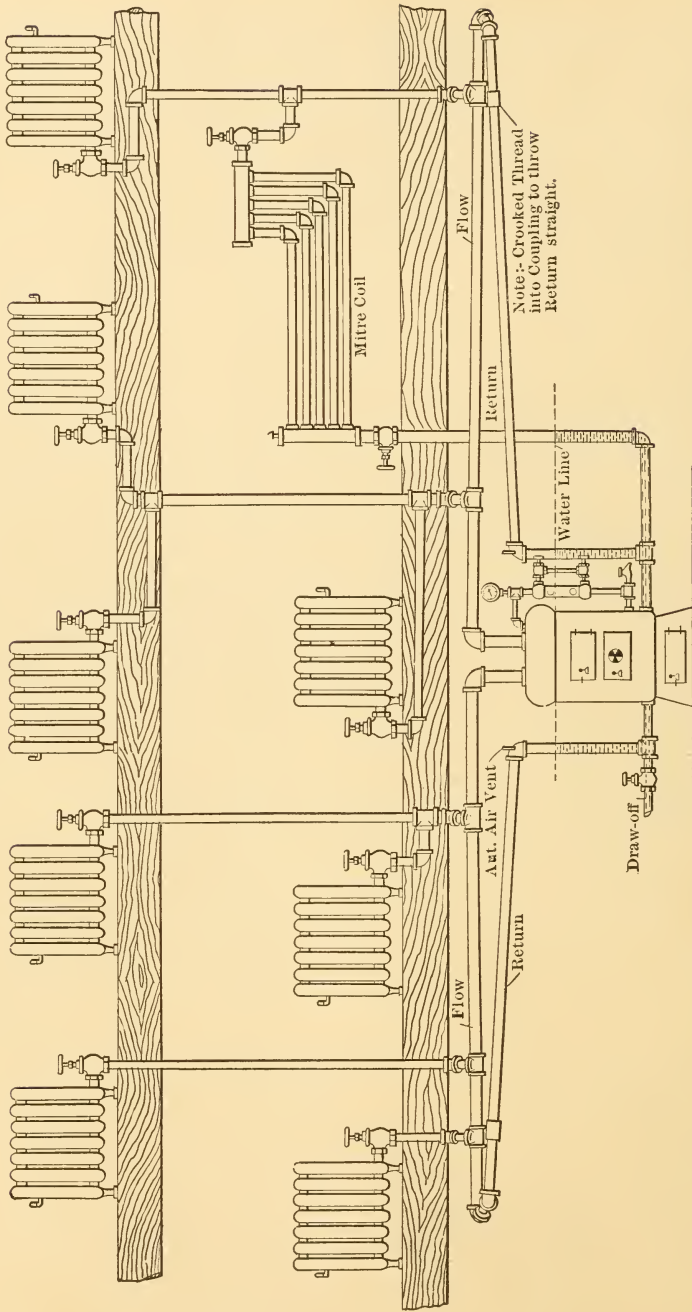 Mitre Coil
Flow
Note:- Crooked Thread
into Coupling to throw
Return straight.
Return
Water Line
Aut. Air Vent
Draw-off
Return
Flow